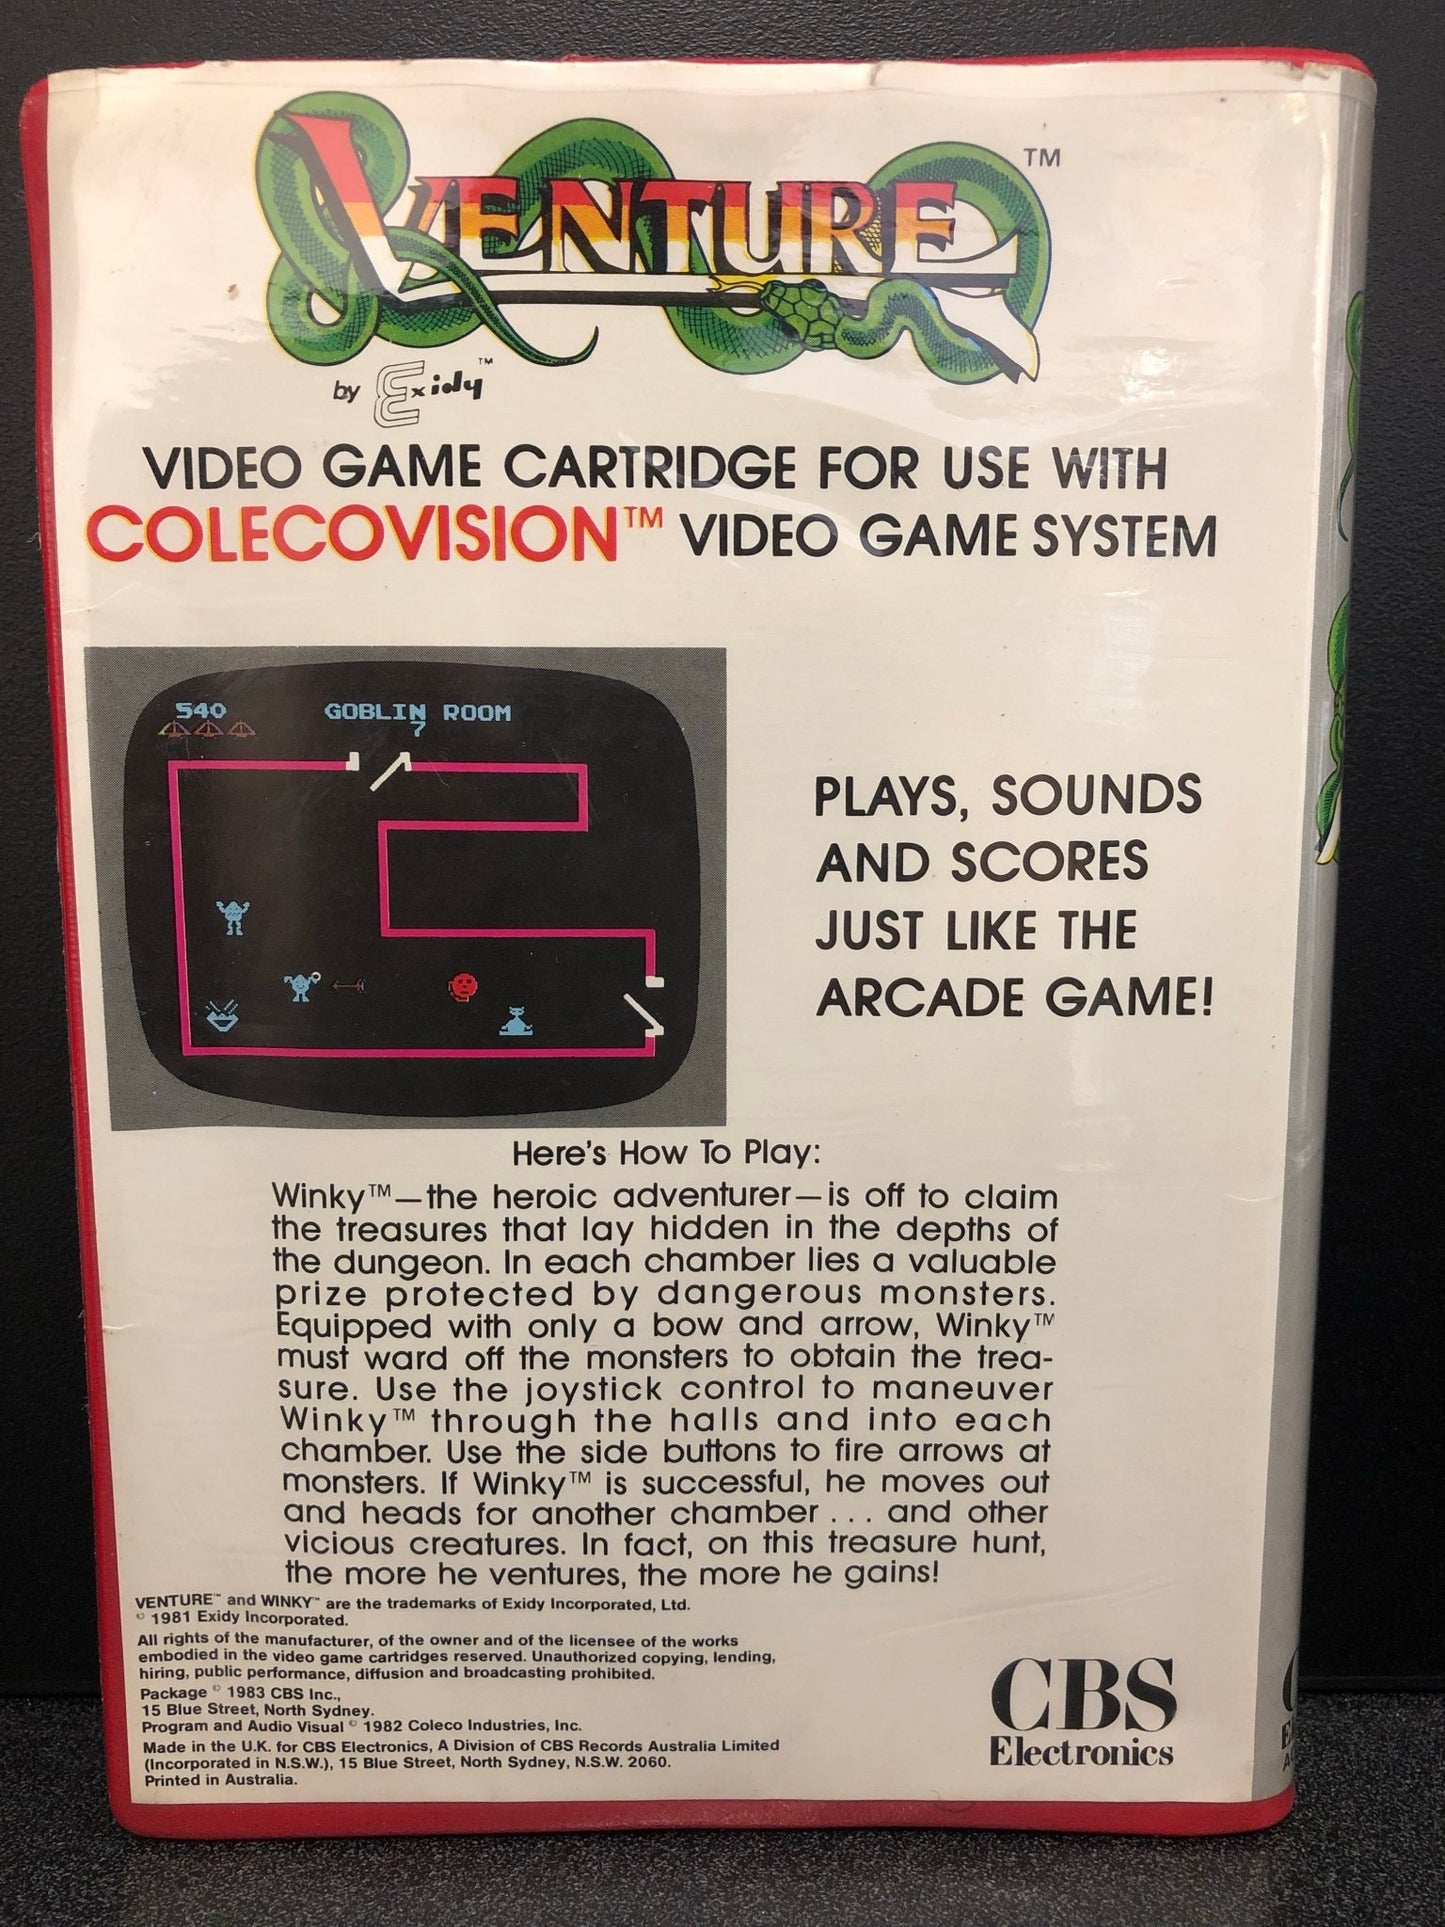 VENTURE TM
by Exidy TM
VIDEO GAME CARTRIDGE FOR USE WITH
COLECOVISION™ VIDEO GAME SYSTEM
540
GOBLIN ROOM
7
PLAYS, SOUNDS
AND SCORES
JUST LIKE THE
ARCADE GAME!
Here's How To Play:
Winky™—the heroic adventurer—is off to claim
the treasures that lay hidden in the depths of
the dungeon. In each chamber lies a valuable
prize protected by dangerous monsters.
Equipped with only a bow and arrow, Winky™
must ward off the monsters to obtain the trea-
sure. Use the joystick control to maneuver
Winky™ through the halls and into each
chamber. Use the side buttons to fire arrows at
monsters. If Winky™ is successful, he moves out
and heads for another chamber . . . and other
vicious creatures. In fact, on this treasure hunt,
the more he ventures, the more he gains!
VENTURE™ and WINKY™ are the trademarks of Exidy Incorporated, Ltd.
© 1981 Exidy Incorporated.
All rights of the manufacturer, of the owner and of the licensee of the works
embodied in the video game cartridges reserved. Unauthorized copying, lending,
hiring, public performance, diffusion and broadcasting prohibited.
Package © 1983 CBS Inc.,
15 Blue Street, North Sydney.
Program and Audio Visual © 1982 Coleco Industries, Inc.
Made in the U.K. for CBS Electronics, A Division of CBS Records Australia Limited
(Incorporated in N.S.W.), 15 Blue Street, North Sydney, N.S.W. 2060.
Printed in Australia.
CBS
Electronics